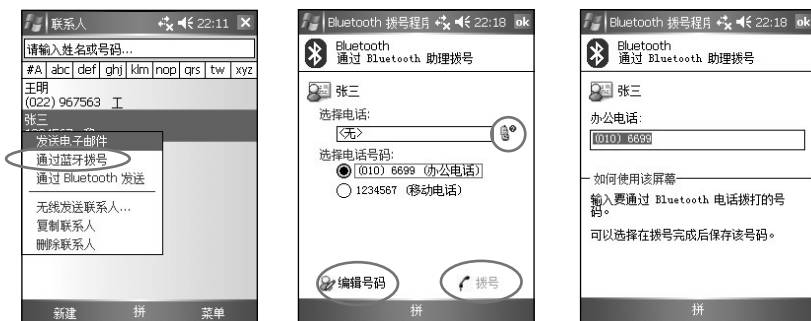 联系人 22:11
请输入姓名或号码...
#A abc def ghj klm nop qrs tw xyz
王明
(022) 967563 工
张三
发送电子邮件
通过蓝牙拨号
通过 Bluetooth 发送
无线发送联系人...
复制联系人
删除联系人
新建 拼 菜单
Bluetooth 拨号程序 22:18 ok
Bluetooth
通过 Bluetooth 助理拨号
张三
选择电话:
<无>
选择电话号码:
(010) 6699 (办公电话)
1234567 (移动电话)
编辑号码 拨号
拼
Bluetooth 拨号程序 22:18 ok
Bluetooth
通过 Bluetooth 助理拨号
张三
办公电话:
(010) 6699
如何使用该屏幕
输入要通过 Bluetooth 电话拨打的号
码。
可以选择在拨号完成后保存该号码。
拼